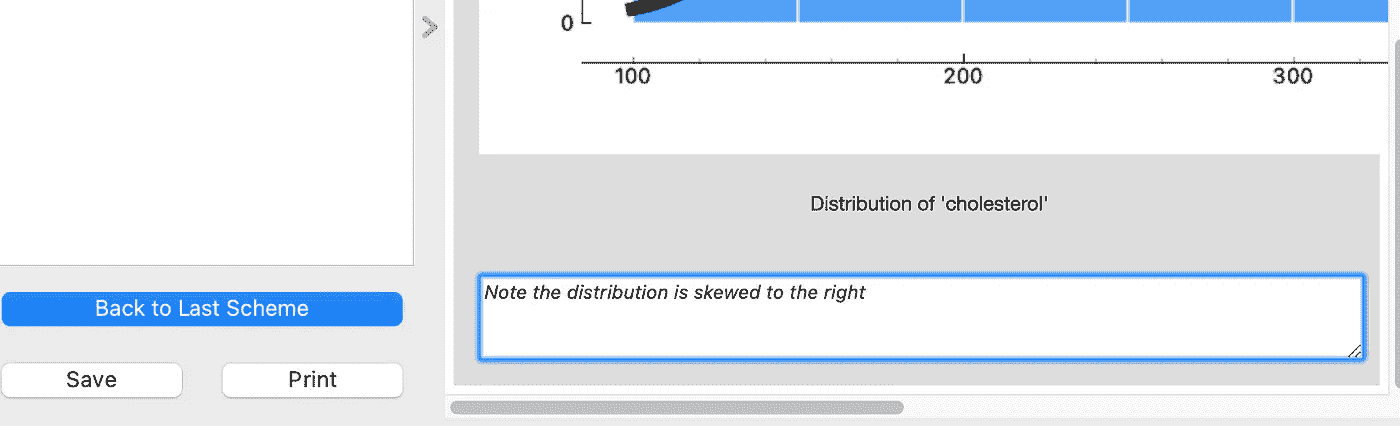 0
100 200 300
Distribution of 'cholesterol'
Note the distribution is skewed to the right
Back to Last Scheme
Save Print